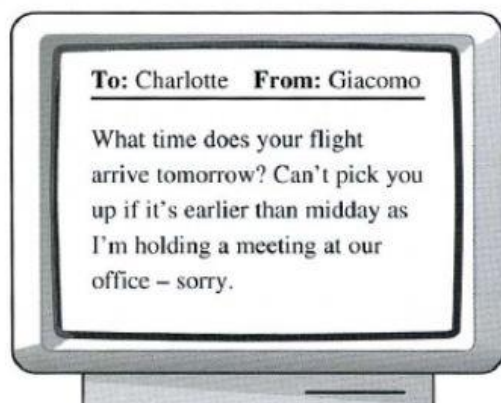 To: Charlotte From: Giacomo
What time does your flight
arrive tomorrow? Can't pick you
up if it's earlier than midday as
I'm holding a meeting at our
office – sorry.